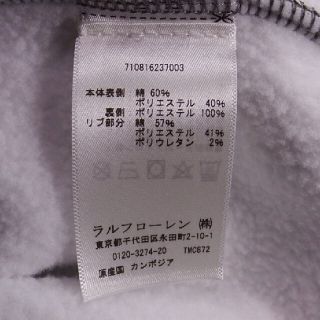 710816237003
本体表側 綿 60%
ポリエステル 40%
裏側 ポリエステル 100%
リブ部分 綿 57%
ポリエステル 41%
ポリウレタン 2%
ラルフローレン ㈱
東京都千代田区永田町2-10-1
0120-3274-20 TMC672
原産国 カンボジア